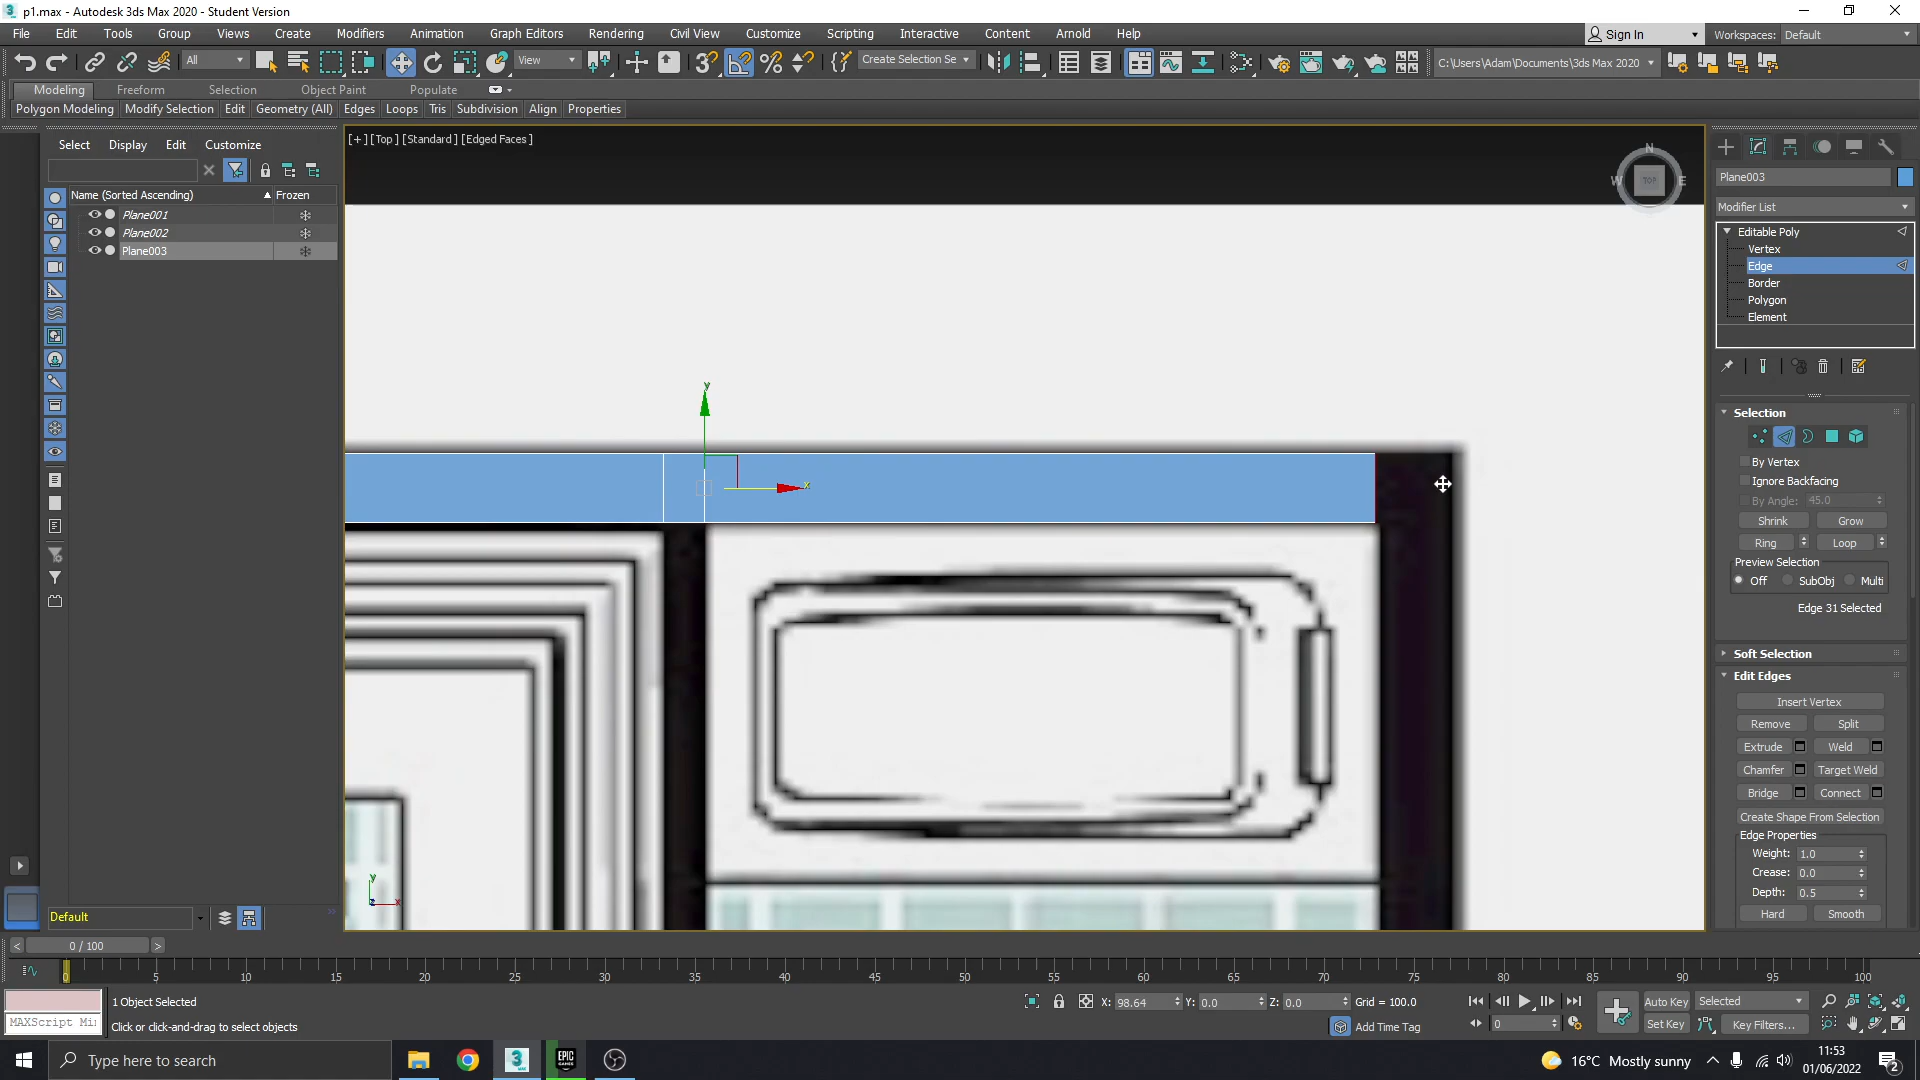 p1.max - Autodesk 3ds Max 2020 - Student Version
File Edit Tools Group Views Create Modifiers Animation Graph Editors Rendering Civil View Customize Scripting Interactive Content Arnold Help
Sign In
Workspaces: Default
All
View
Create Selection Se
C:\Users\Adam\Documents\3ds Max 2020
Modeling Freeform Selection Object Paint Populate
Polygon Modeling Modify Selection Edit Geometry (All) Edges Loops Tris Subdivision Align Properties
Select Display Edit Customize
[+] [Top] [Standard] [Edged Faces]
N
W TOP E
Name (Sorted Ascending) Frozen
Plane001
Plane002
Plane003
Plane003
Modifier List
Editable Poly
Vertex
Edge
Border
Polygon
Element
Selection
By Vertex
Ignore Backfacing
By Angle: 45.0
Shrink Grow
Ring Loop
Preview Selection
Off SubObj Multi
Edge 31 Selected
Soft Selection
Edit Edges
Insert Vertex
Remove Split
Extrude Weld
Chamfer Target Weld
Bridge Connect
Create Shape From Selection
Edge Properties
Weight: 1.0
Crease: 0.0
Depth: 0.5
Hard Smooth
y
x
y
z x
Default
< 0 / 100 >
0 5 10 15 20 25 30 35 40 45 50 55 60 65 70 75 80 85 90 95 100
1 Object Selected
X: 98.64 Y: 0.0 Z: 0.0 Grid = 100.0
Auto Key Selected
MAXScript Mi
Click or click-and-drag to select objects
Add Time Tag
0
Set Key Key Filters...
Type here to search
3
MAX
EPIC
GAMES
16°C Mostly sunny
11:53
01/06/2022
2